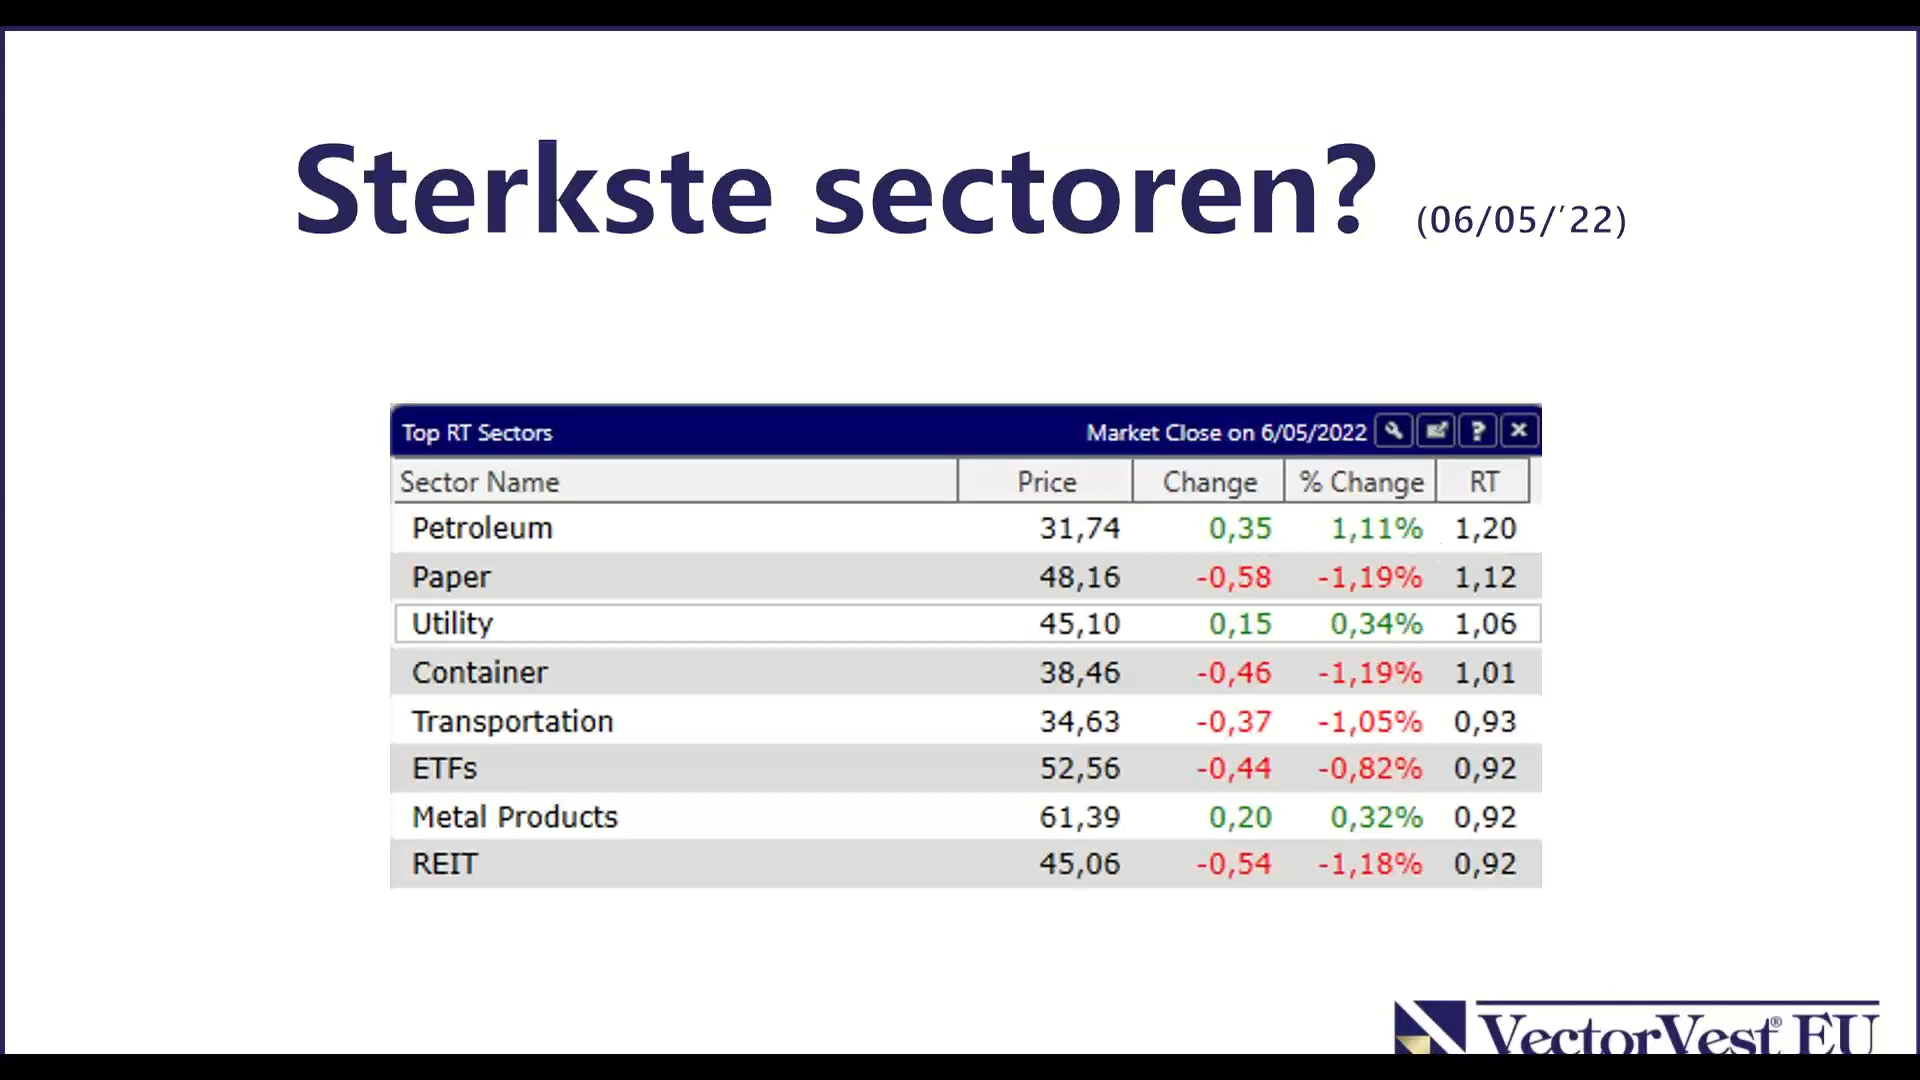 Sterkste sectoren? (06/05/'22)
Top RT Sectors Market Close on 6/05/2022 ?
Sector Name Price Change % Change RT
Petroleum 31,74 0,35 1,11% 1,20
Paper 48,16 -0,58 -1,19% 1,12
Utility 45,10 0,15 0,34% 1,06
Container 38,46 -0,46 -1,19% 1,01
Transportation 34,63 -0,37 -1,05% 0,93
ETFs 52,56 -0,44 -0,82% 0,92
Metal Products 61,39 0,20 0,32% 0,92
REIT 45,06 -0,54 -1,18% 0,92
VectorVest® EU